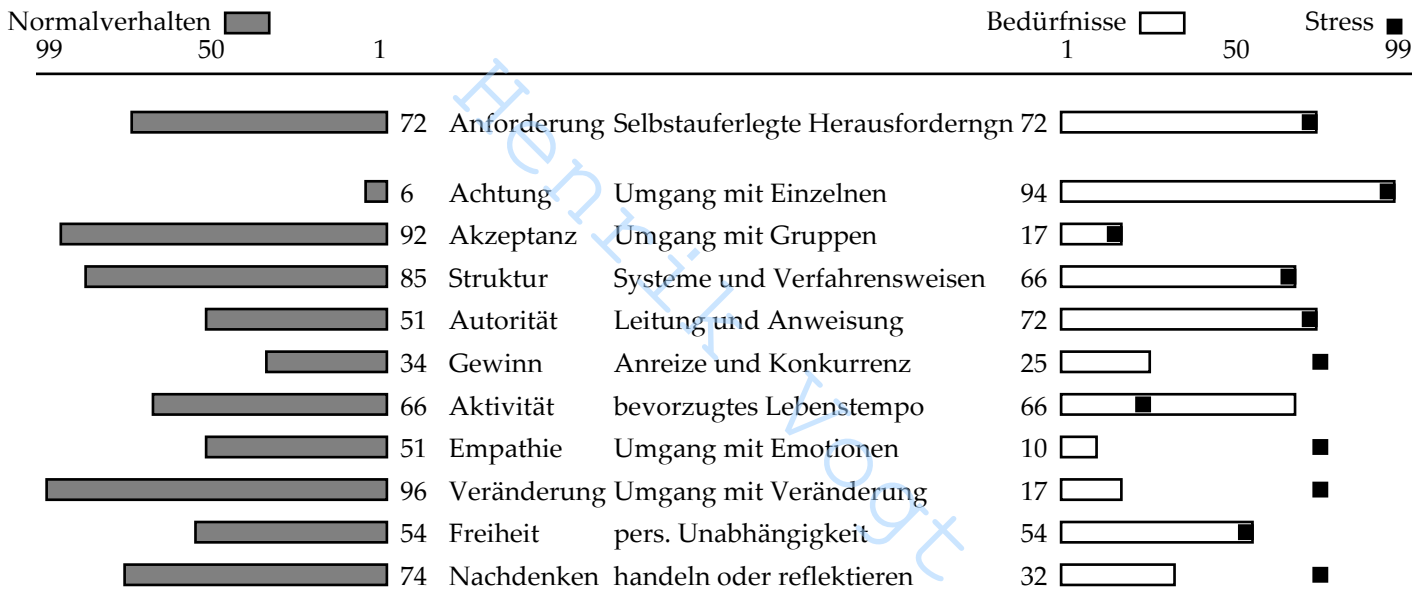 Normalverhalten Bedürfnisse Stress
99 50 1 1 50 99
72 Anforderung Selbstauferlegte Herausforderngn 72
6 Achtung Umgang mit Einzelnen 94
92 Akzeptanz Umgang mit Gruppen 17
85 Struktur Systeme und Verfahrensweisen 66
51 Autorität Leitung und Anweisung 72
34 Gewinn Anreize und Konkurrenz 25
66 Aktivität bevorzugtes Lebenstempo 66
51 Empathie Umgang mit Emotionen 10
96 Veränderung Umgang mit Veränderung 17
54 Freiheit pers. Unabhängigkeit 54
74 Nachdenken handeln oder reflektieren 32
Henrik Vogt